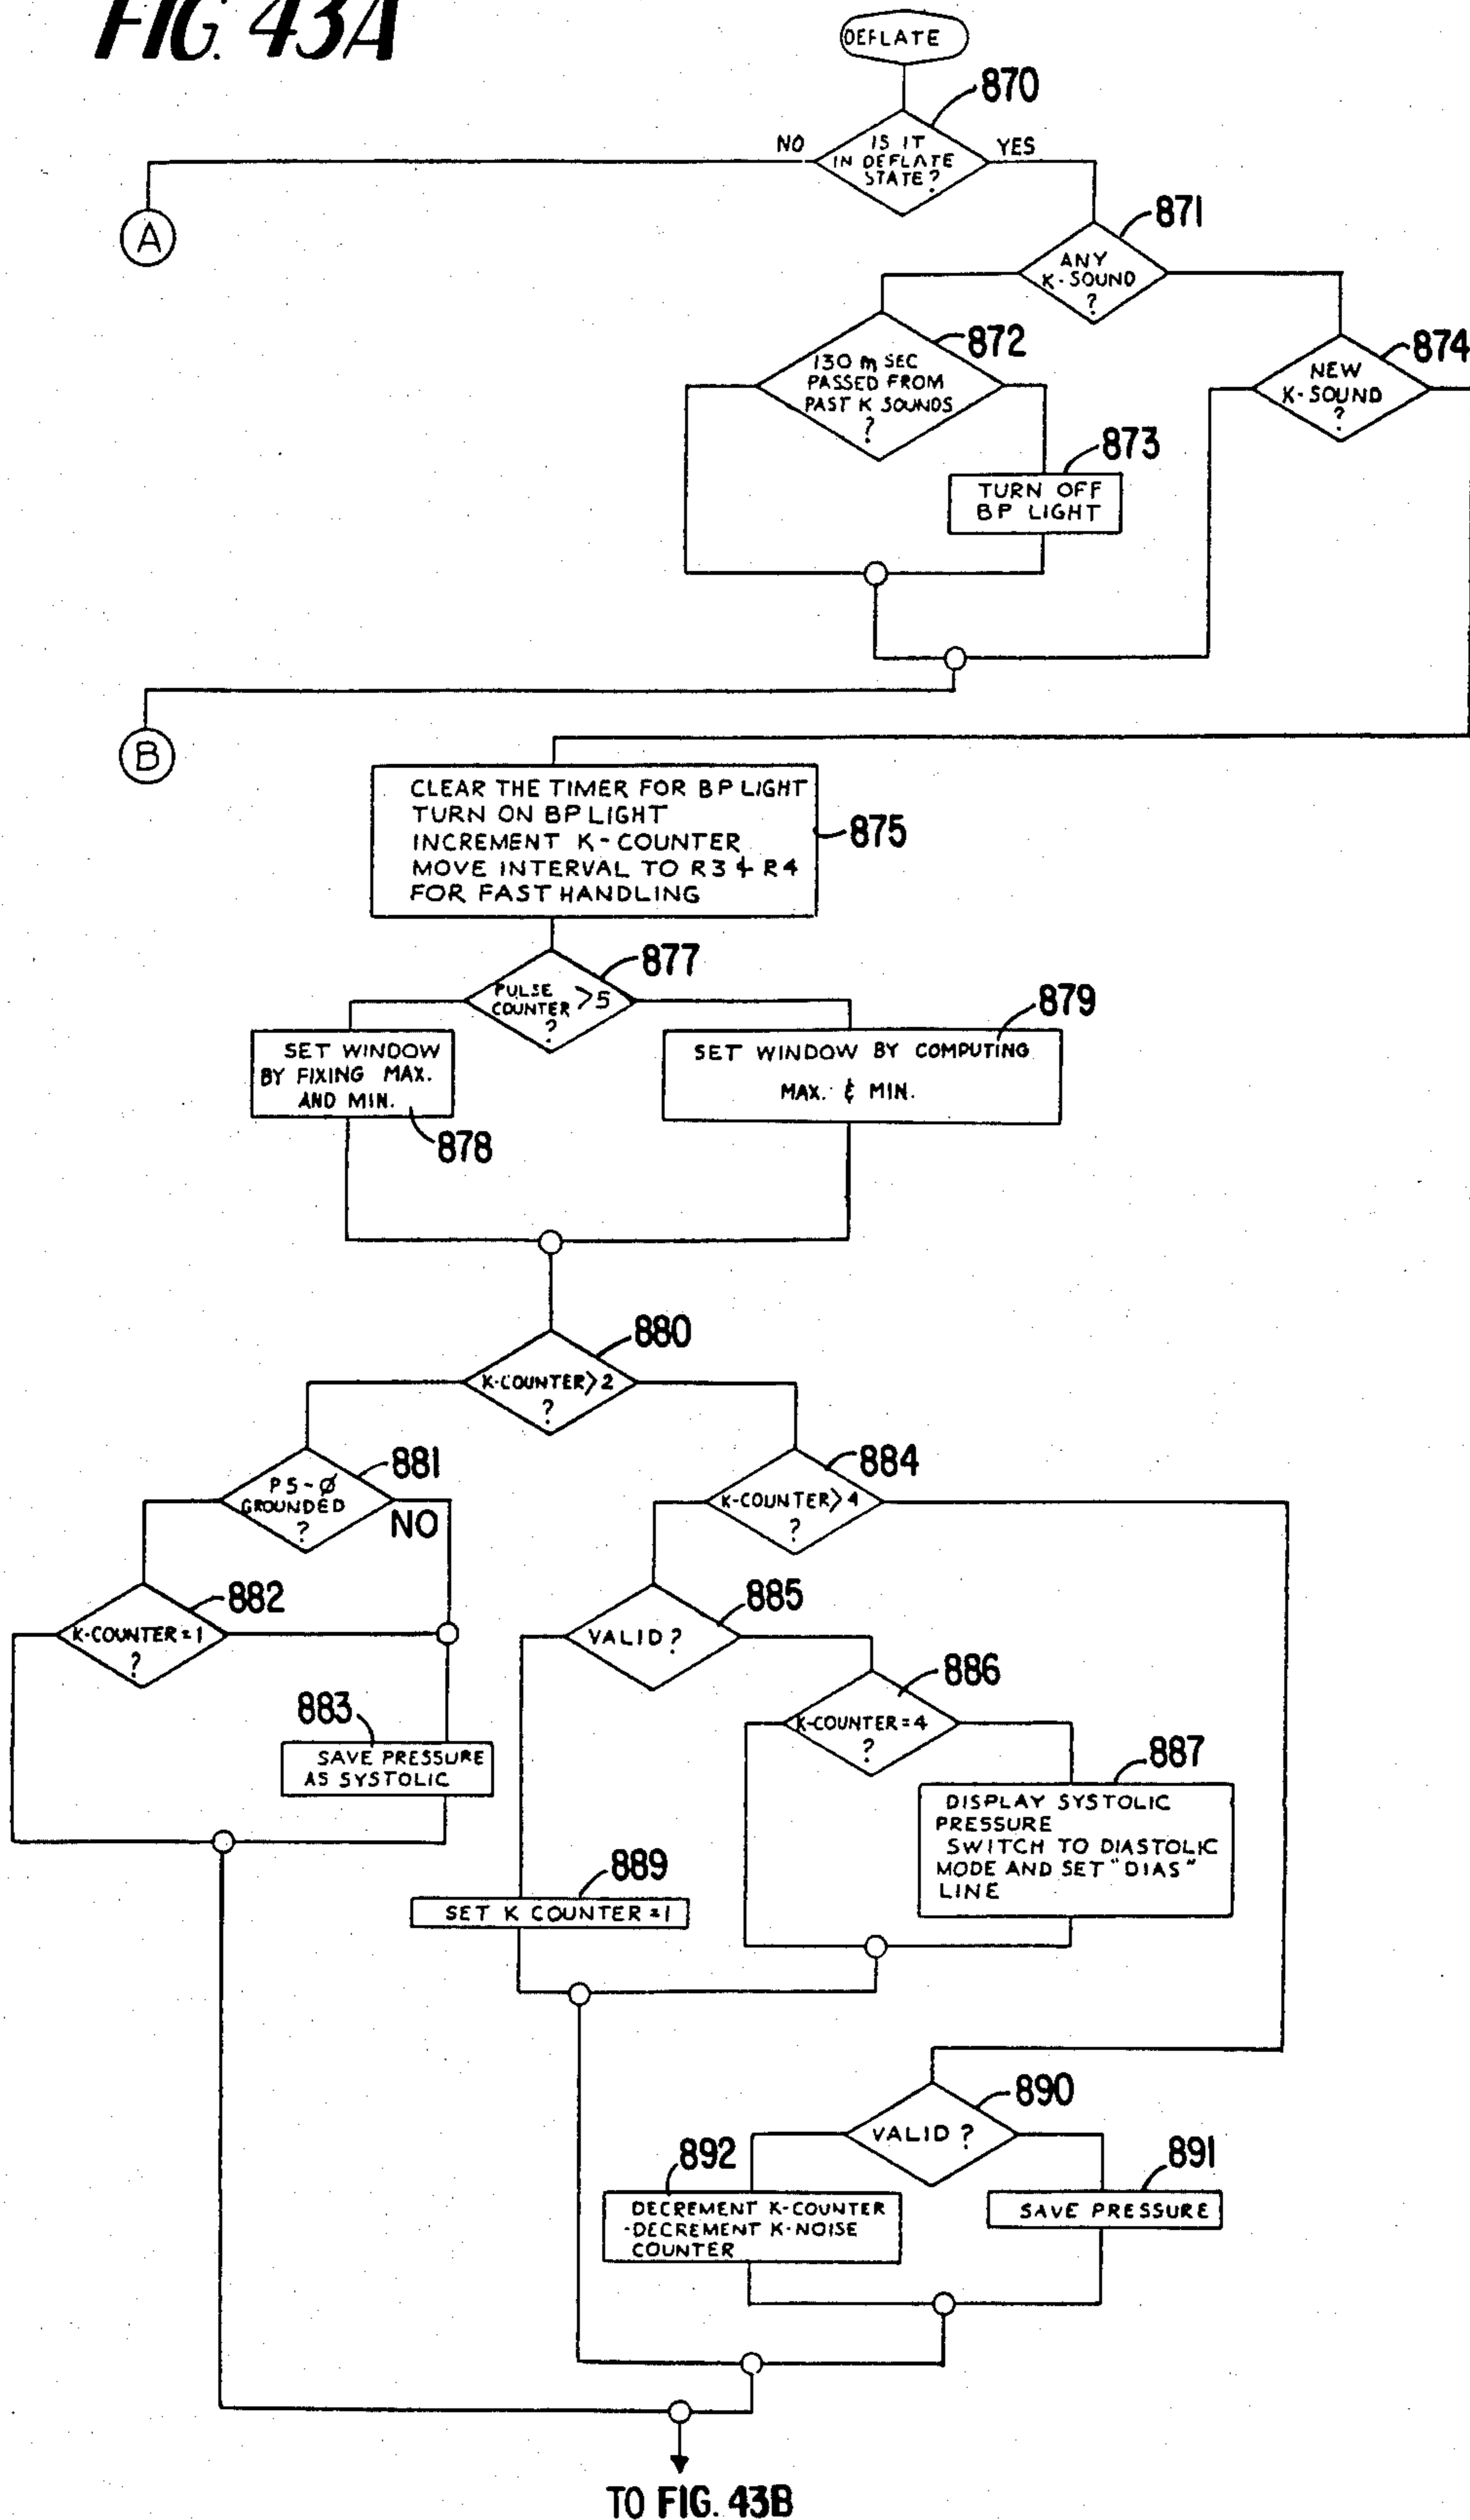 FIG. 43A
DEFLATE
870
NO
IS IT
IN DEFLATE
STATE?
YES
A
871
ANY
K-SOUND
?
872
130 m SEC
PASSED FROM
PAST K SOUNDS
?
874
NEW
K-SOUND
?
873
TURN OFF
BP LIGHT
B
CLEAR THE TIMER FOR BP LIGHT
TURN ON BP LIGHT
INCREMENT K-COUNTER
MOVE INTERVAL TO R3 & R4
FOR FAST HANDLING
875
877
PULSE
COUNTER >5
?
879
SET WINDOW
BY FIXING MAX.
AND MIN.
878
SET WINDOW BY COMPUTING
MAX. & MIN.
880
K-COUNTER>2
?
881
P5-Ø
GROUNDED
?
NO
884
K-COUNTER>4
?
882
K-COUNTER=1
?
885
VALID?
886
K-COUNTER=4
?
883
SAVE PRESSURE
AS SYSTOLIC
887
DISPLAY SYSTOLIC
PRESSURE
SWITCH TO DIASTOLIC
MODE AND SET "DIAS"
LINE
889
SET K COUNTER=1
890
VALID?
892
DECREMENT K-COUNTER
-DECREMENT K-NOISE
COUNTER
891
SAVE PRESSURE
TO FIG. 43B